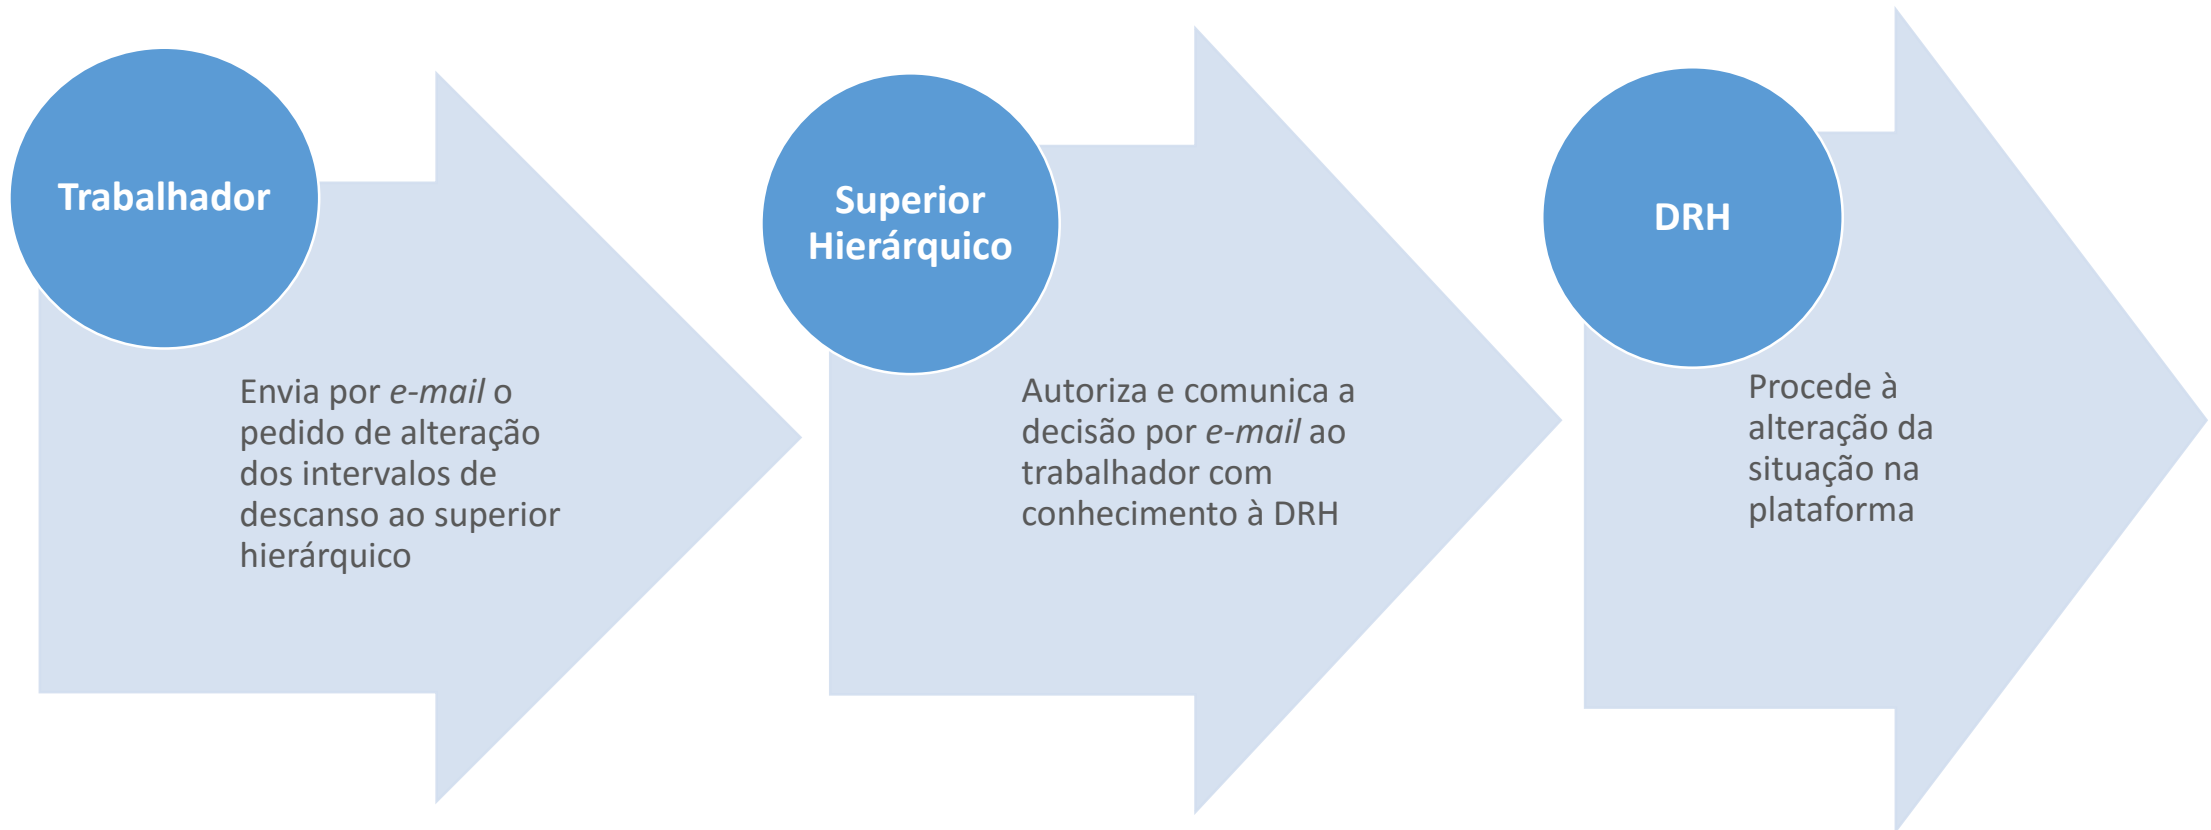 Trabalhador
Envia por e-mail o
pedido de alteração
dos intervalos de
descanso ao superior
hierárquico
Superior
Hierárquico
Autoriza e comunica a
decisão por e-mail ao
trabalhador com
conhecimento à DRH
DRH
Procede à
alteração da
situação na
plataforma